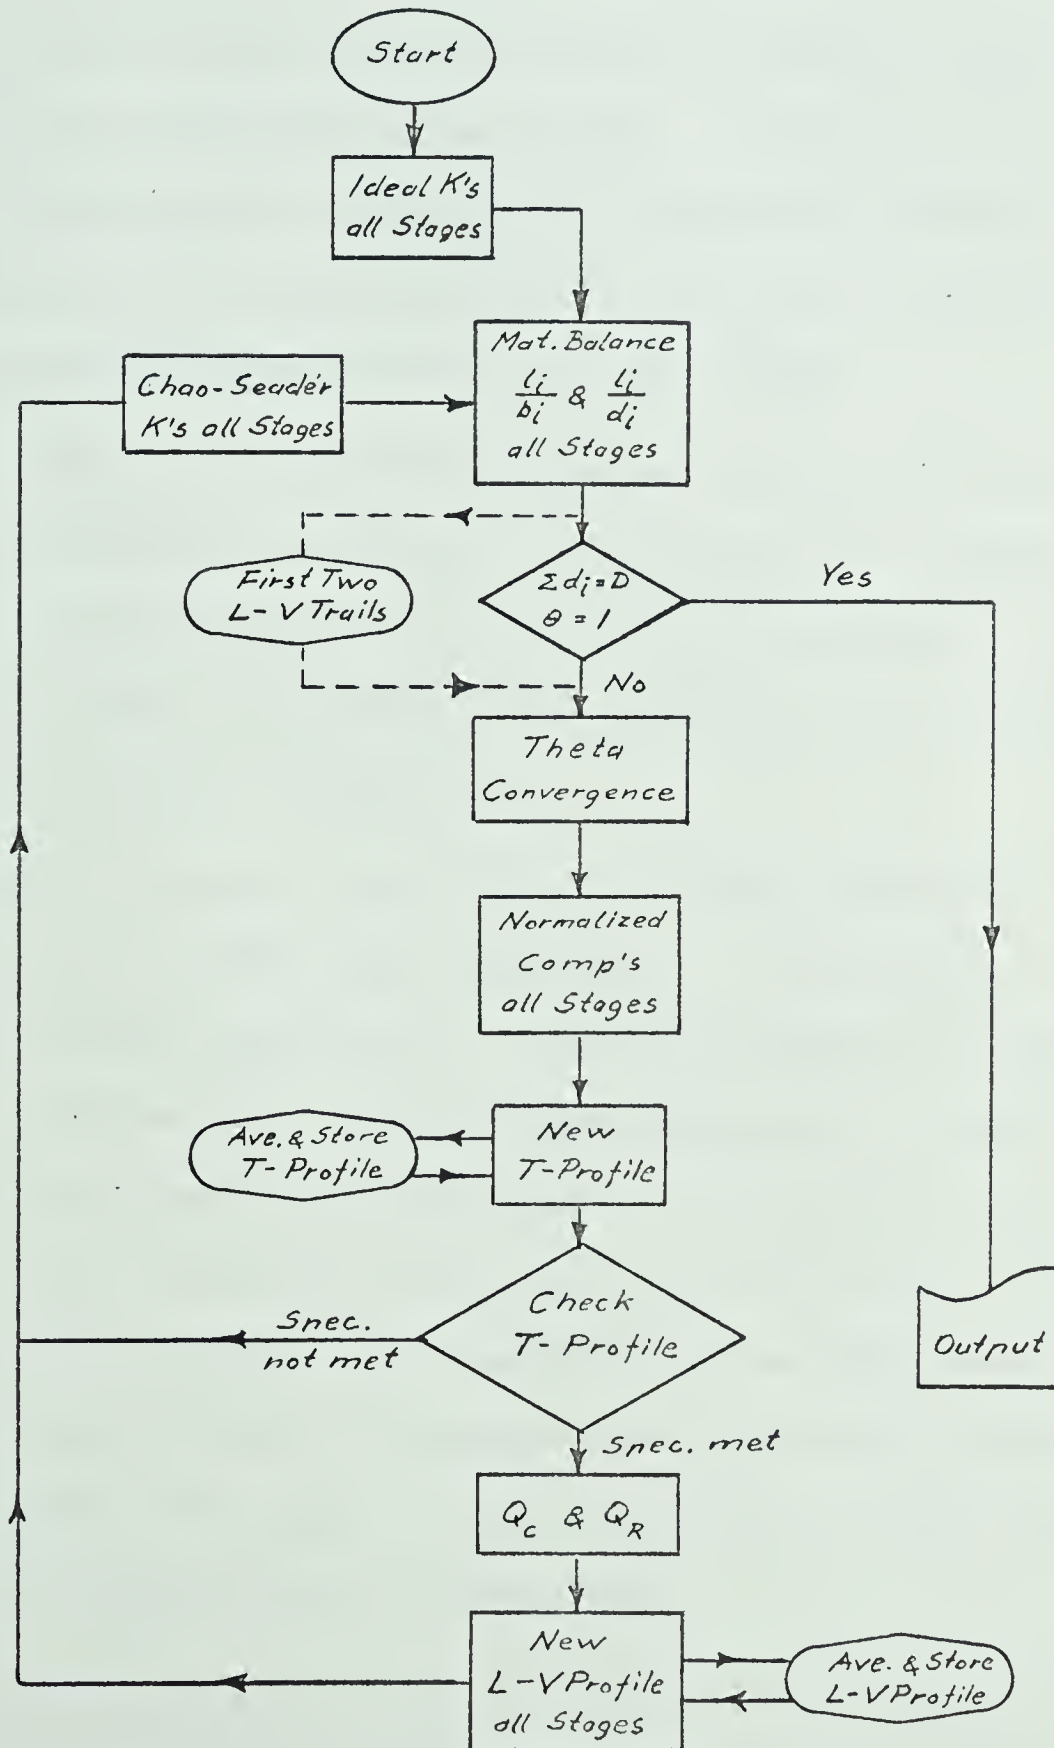 Start
Ideal K's
all Stages
Mat. Balance
li/bi & li/di
all Stages
Chao-Seader
K's all Stages
First Two
L-V Trails
Σdi=D
θ = 1
Yes
No
Theta
Convergence
Normalized
Comp's
all Stages
Ave. & Store
T-Profile
New
T-Profile
Check
T-Profile
Spec.
not met
Output
Spec. met
Qc & QR
New
L-V Profile
all Stages
Ave. & Store
L-V Profile